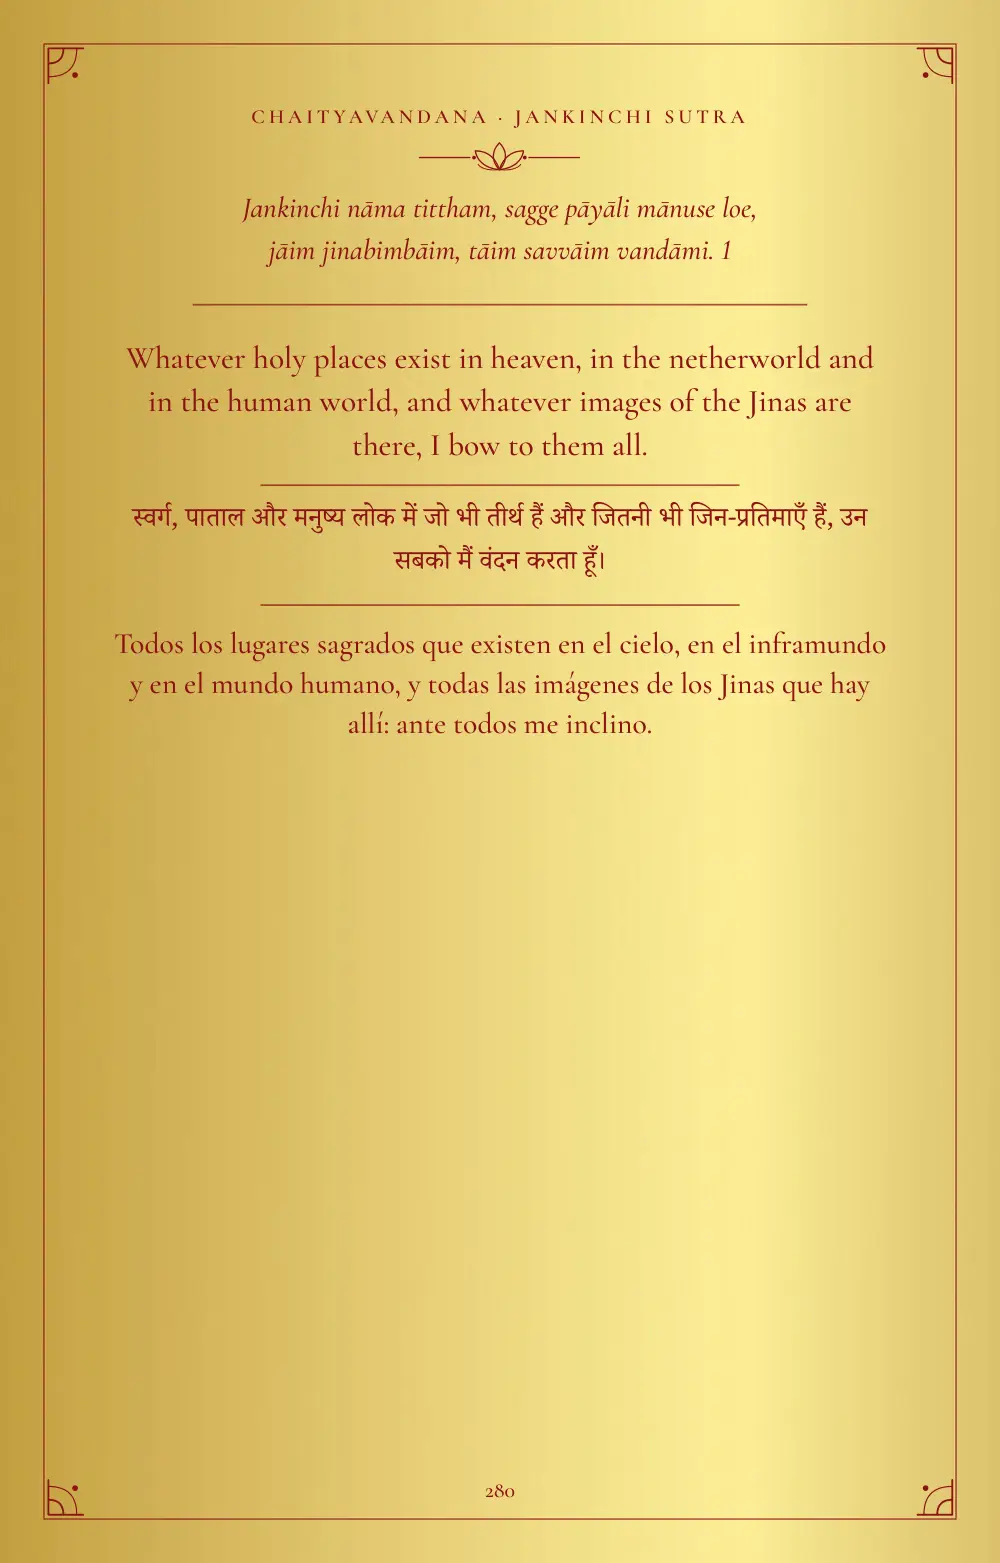 CHAITYAVANDANA · JANKINCHI SUTRA
Jankinchi nāma tittham, sagge pāyāli mānuse loe,
jāim jinabimbāim, tāim savvāim vandāmi. 1
Whatever holy places exist in heaven, in the netherworld and
in the human world, and whatever images of the Jinas are
there, I bow to them all.
स्वर्ग, पाताल और मनुष्य लोक में जो भी तीर्थ हैं और जितनी भी जिन-प्रतिमाएँ हैं, उन
सबको मैं वंदन करता हूँ।
Todos los lugares sagrados que existen en el cielo, en el inframundo
y en el mundo humano, y todas las imágenes de los Jinas que hay
allí: ante todos me inclino.
280